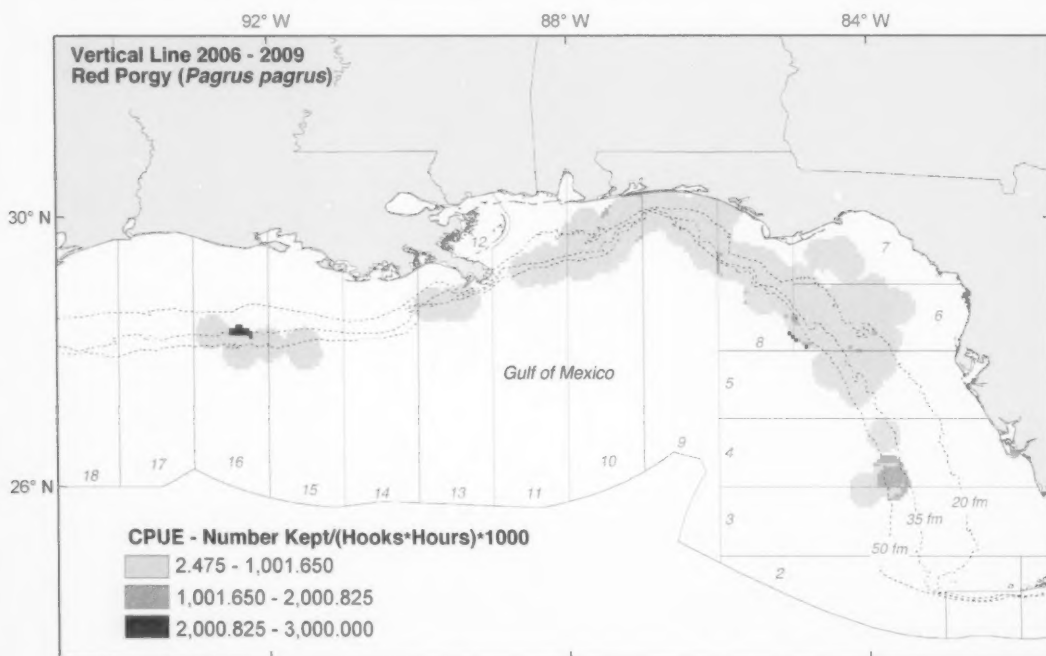 92° W 88° W 84° W
Vertical Line 2006 - 2009
Red Porgy (Pagrus pagrus)
30° N
12
7
6
8
Gulf of Mexico
5
4
9
10
18 17 16 15 14 13 11
26° N
3
20 fm
35 fm
50 fm
2
CPUE - Number Kept/(Hooks*Hours)*1000
2.475 - 1,001.650
1,001.650 - 2,000.825
2,000.825 - 3,000.000